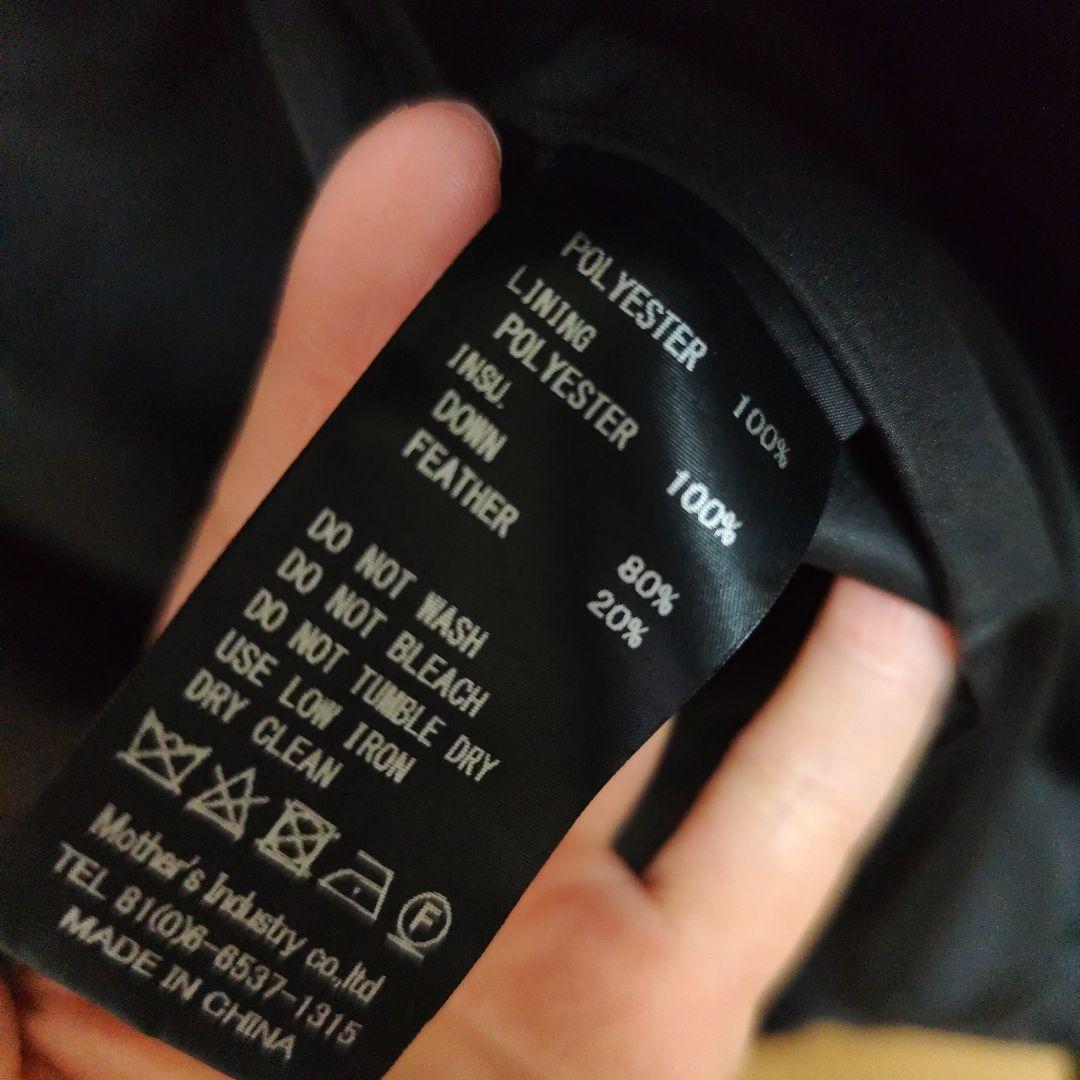 POLYESTER 100%
LINING
POLYESTER 100%
INSU.
DOWN 80%
FEATHER 20%
DO NOT WASH
DO NOT BLEACH
DO NOT TUMBLE DRY
USE LOW IRON
DRY CLEAN
F
Mother's Industry co.,ltd
TEL 81(0)6-6537-1315
MADE IN CHINA